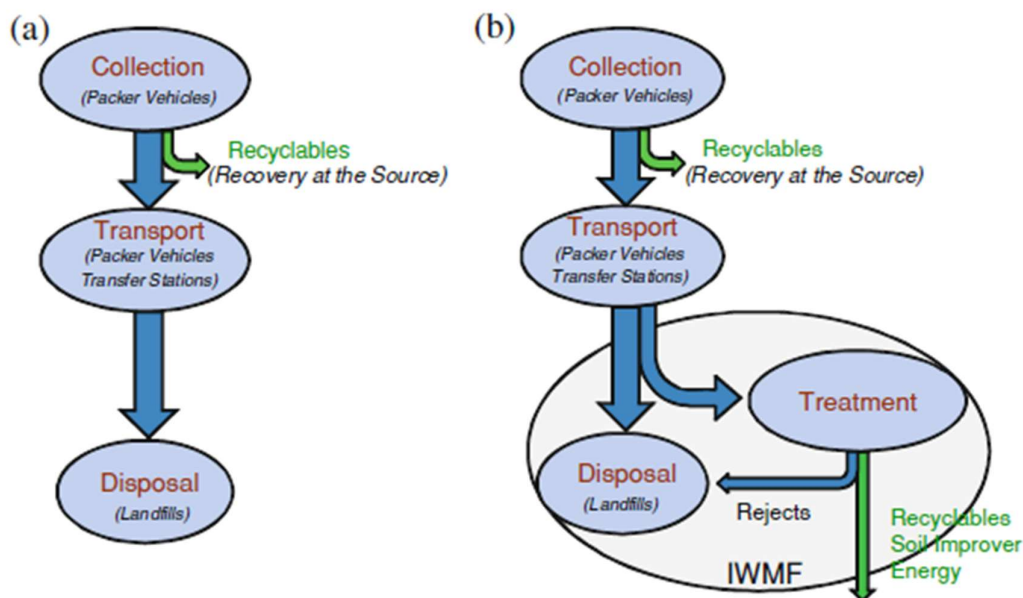 (a)
Collection
(Packer Vehicles)
Recyclables
(Recovery at the Source)
Transport
(Packer Vehicles
Transfer Stations)
Disposal
(Landfills)
(b)
Collection
(Packer Vehicles)
Recyclables
(Recovery at the Source)
Transport
(Packer Vehicles
Transfer Stations)
Treatment
Disposal
(Landfills)
Rejects
Recyclables
Soil Improver
Energy
IWMF